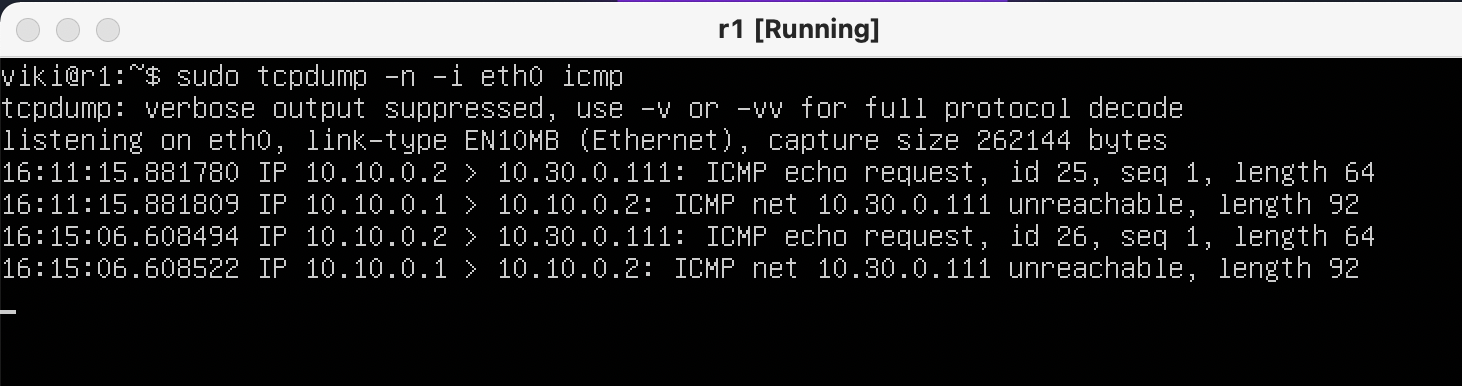 r1 [Running]
viki@r1:~$ sudo tcpdump -n -i eth0 icmp
tcpdump: verbose output suppressed, use -v or -vv for full protocol decode
listening on eth0, link-type EN10MB (Ethernet), capture size 262144 bytes
16:11:15.881780 IP 10.10.0.2 > 10.30.0.111: ICMP echo request, id 25, seq 1, length 64
16:11:15.881809 IP 10.10.0.1 > 10.10.0.2: ICMP net 10.30.0.111 unreachable, length 92
16:15:06.608494 IP 10.10.0.2 > 10.30.0.111: ICMP echo request, id 26, seq 1, length 64
16:15:06.608522 IP 10.10.0.1 > 10.10.0.2: ICMP net 10.30.0.111 unreachable, length 92